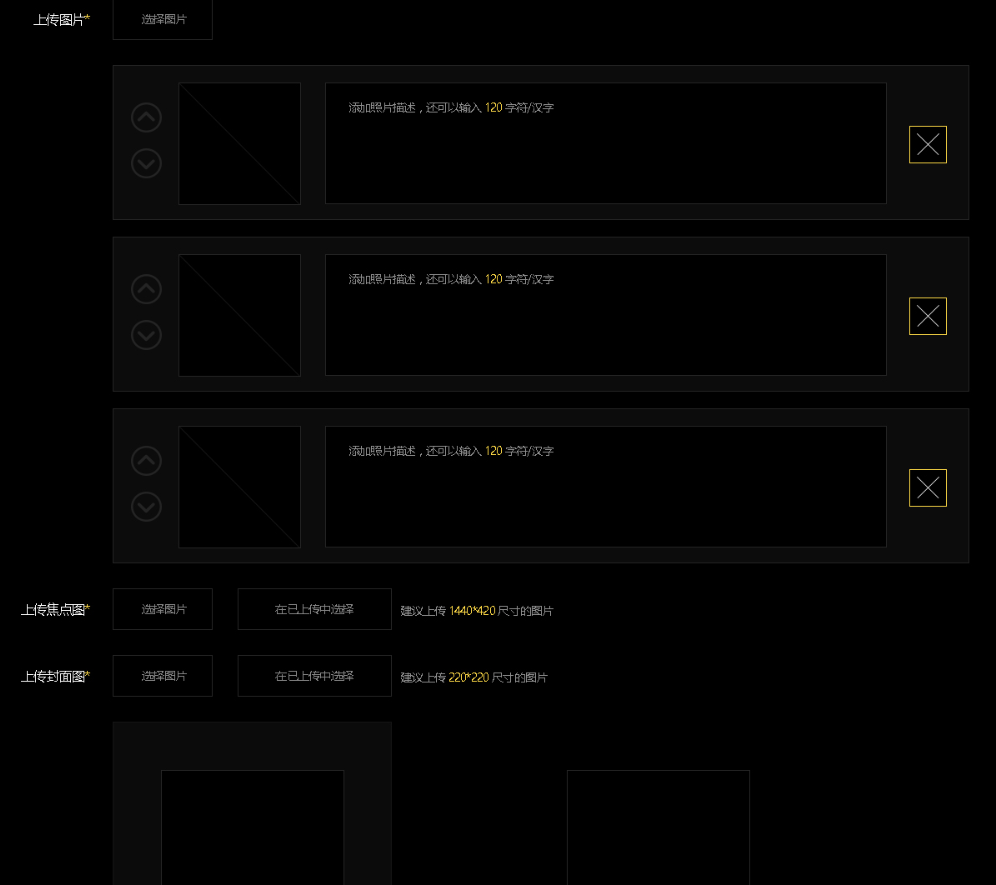 上传图片*
选择图片
添加照片描述，还可以输入 120 字符/汉字
添加照片描述，还可以输入 120 字符/汉字
添加照片描述，还可以输入 120 字符/汉字
上传焦点图*
选择图片
在已上传中选择
建议上传 1440*420 尺寸的图片
上传封面图*
选择图片
在已上传中选择
建议上传 220*220 尺寸的图片